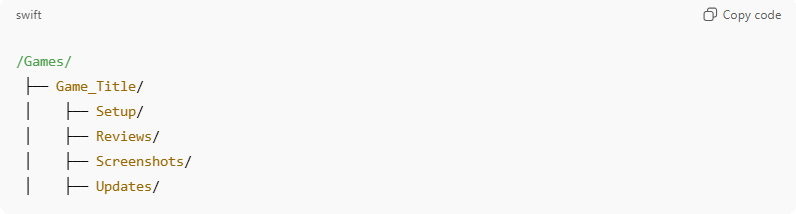 swift
Copy code
/Games/
├── Game_Title/
│    ├── Setup/
│    ├── Reviews/
│    ├── Screenshots/
│    ├── Updates/